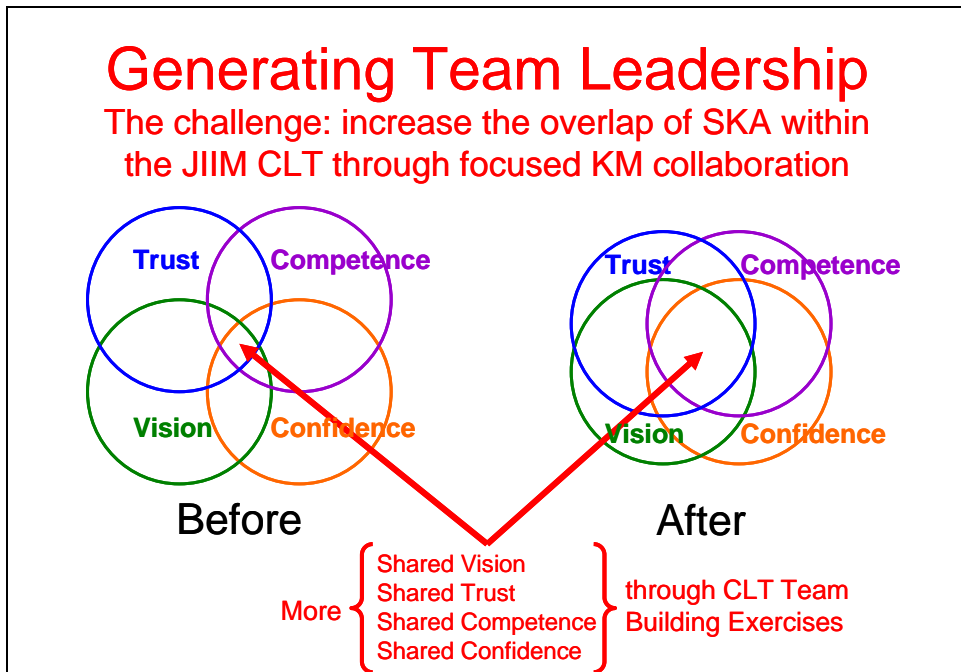 Generating Team Leadership
The challenge: increase the overlap of SKA within
the JIIM CLT through focused KM collaboration
Trust
Competence
Vision
Confidence
Before
Trust
Competence
Vision
Confidence
After
More
Shared Vision
Shared Trust
Shared Competence
Shared Confidence
through CLT Team
Building Exercises